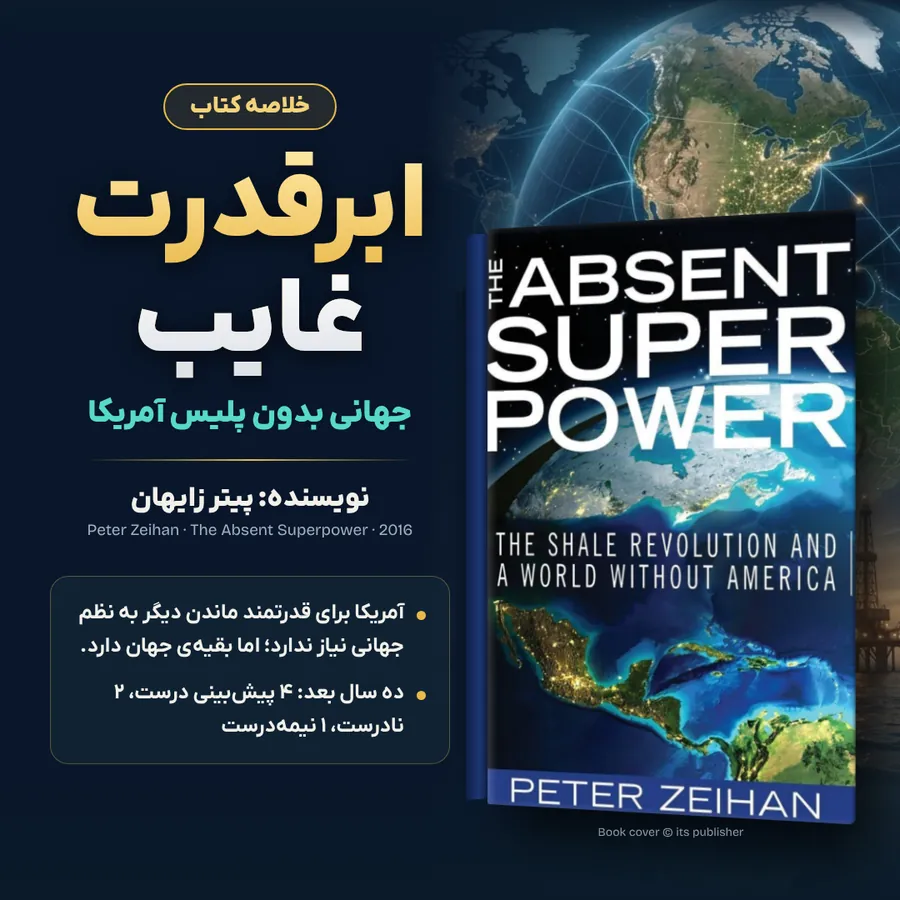 خلاصه کتاب
ابرقدرت
غایب
جهانی بدون پلیس آمریکا
نویسنده: پیتر زایهان
Peter Zeihan · The Absent Superpower · 2016
آمریکا برای قدرتمند ماندن دیگر به نظم
جهانی نیاز ندارد؛ اما بقیه‌ی جهان دارد.
ده سال بعد: ۴ پیش‌بینی درست، ۲
نادرست، ۱ نیمه‌درست
THE ABSENT
SUPER
POWER
THE SHALE REVOLUTION AND
A WORLD WITHOUT AMERICA
PETER ZEIHAN
Book cover © its publisher